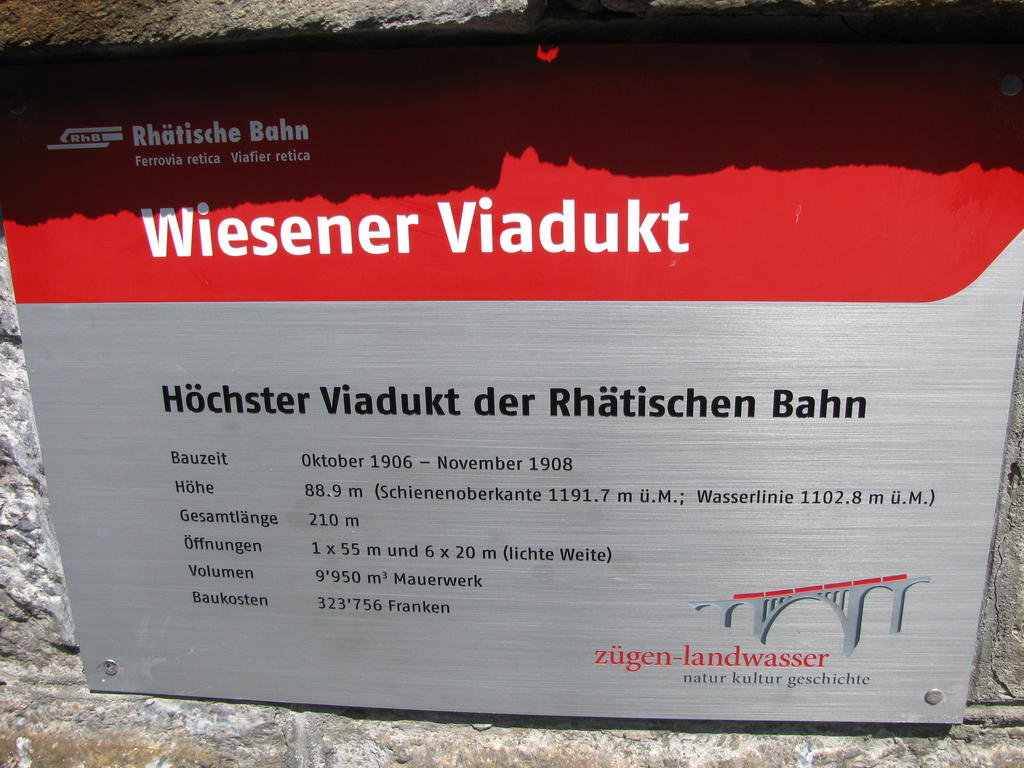 RhB Rhätische Bahn
Ferrovia retica Viafier retica
Wiesener Viadukt
Höchster Viadukt der Rhätischen Bahn
Bauzeit Oktober 1906 – November 1908
Höhe 88.9 m (Schienenoberkante 1191.7 m ü.M.; Wasserlinie 1102.8 m ü.M.)
Gesamtlänge 210 m
Öffnungen 1 x 55 m und 6 x 20 m (lichte Weite)
Volumen 9'950 m³ Mauerwerk
Baukosten 323'756 Franken
zügen-landwasser
natur kultur geschichte